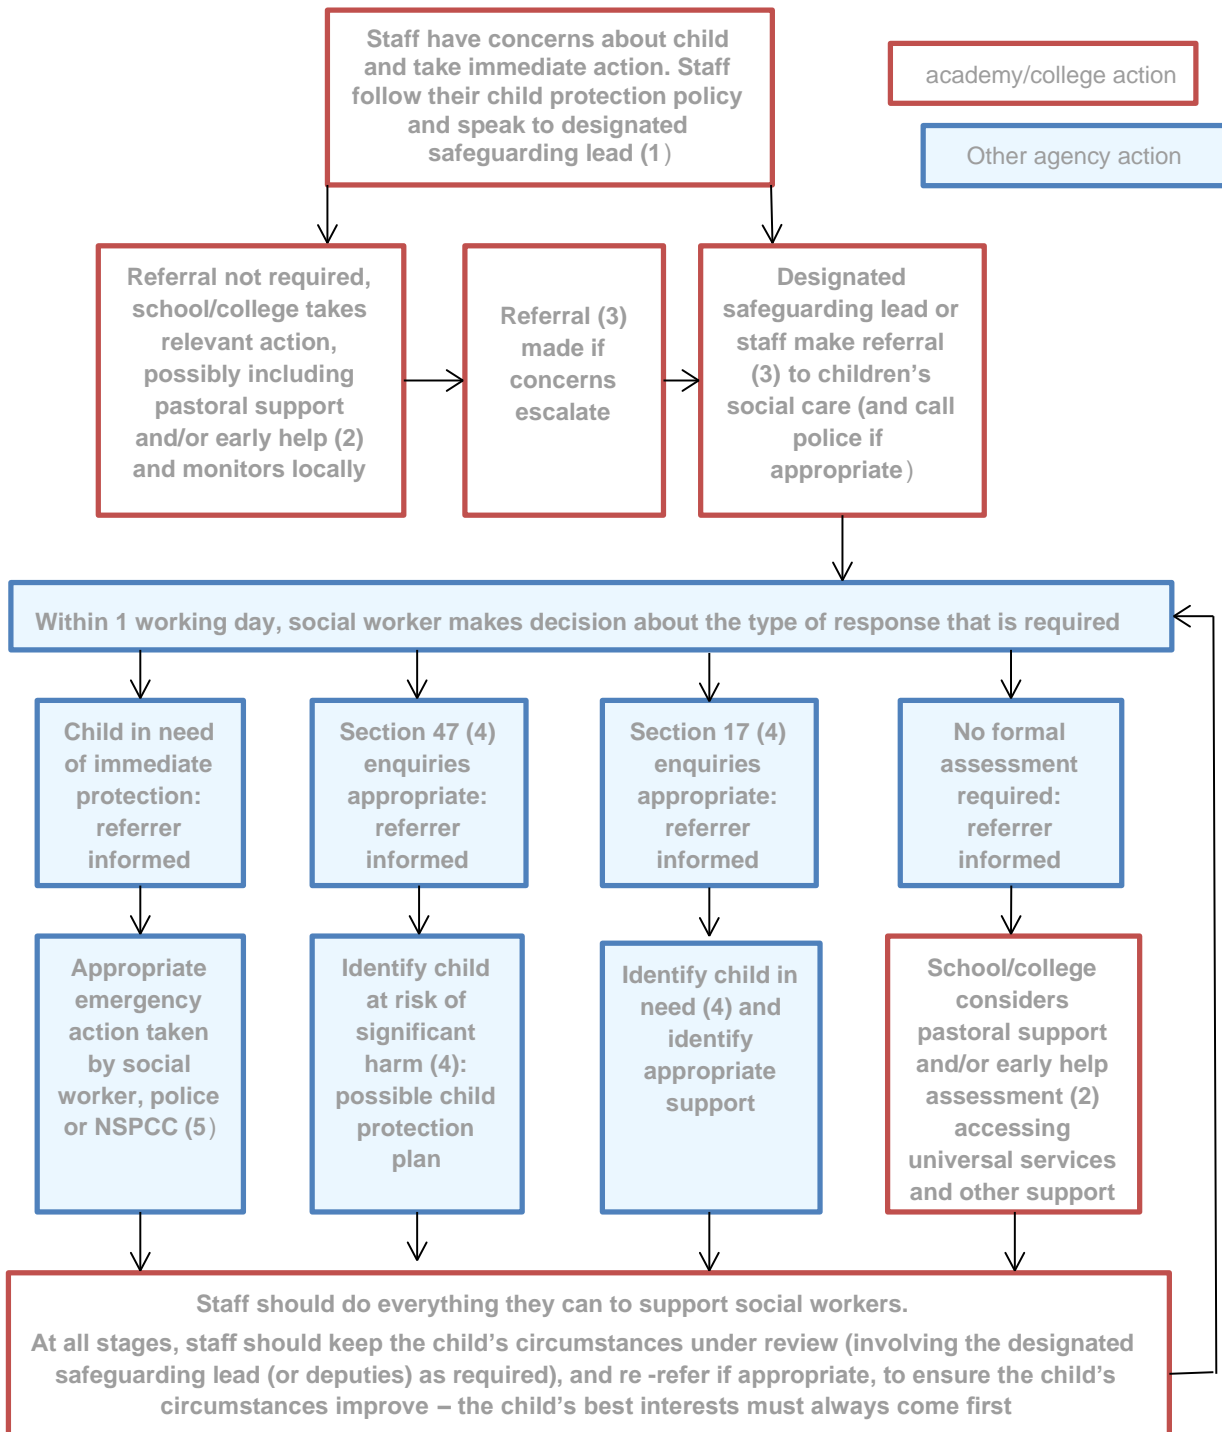 Staff have concerns about child
and take immediate action. Staff
follow their child protection policy
and speak to designated
safeguarding lead (1)
academy/college action
Other agency action
Referral not required,
school/college takes
relevant action,
possibly including
pastoral support
and/or early help (2)
and monitors locally
Referral (3)
made if
concerns
escalate
Designated
safeguarding lead or
staff make referral
(3) to children’s
social care (and call
police if
appropriate)
Within 1 working day, social worker makes decision about the type of response that is required
Child in need
of immediate
protection:
referrer
informed
Section 47 (4)
enquiries
appropriate:
referrer
informed
Section 17 (4)
enquiries
appropriate:
referrer
informed
No formal
assessment
required:
referrer
informed
Appropriate
emergency
action taken
by social
worker, police
or NSPCC (5)
Identify child
at risk of
significant
harm (4):
possible child
protection
plan
Identify child in
need (4) and
identify
appropriate
support
School/college
considers
pastoral support
and/or early help
assessment (2)
accessing
universal services
and other support
Staff should do everything they can to support social workers.
At all stages, staff should keep the child’s circumstances under review (involving the designated
safeguarding lead (or deputies) as required), and re -refer if appropriate, to ensure the child’s
circumstances improve – the child’s best interests must always come first